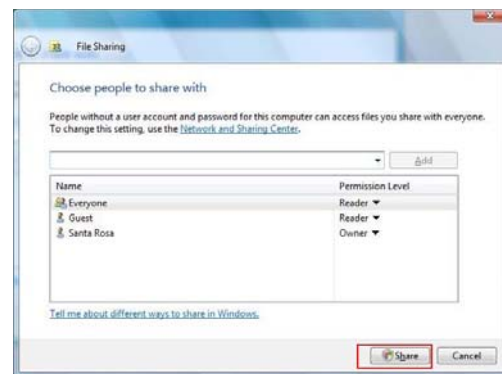 File Sharing
Choose people to share with
People without a user account and password for this computer can access files you share with everyone.
To change this setting, use the Network and Sharing Center.
Add
Name Permission Level
Everyone Reader
Guest Reader
Santa Rosa Owner
Tell me about different ways to share in Windows.
Share Cancel